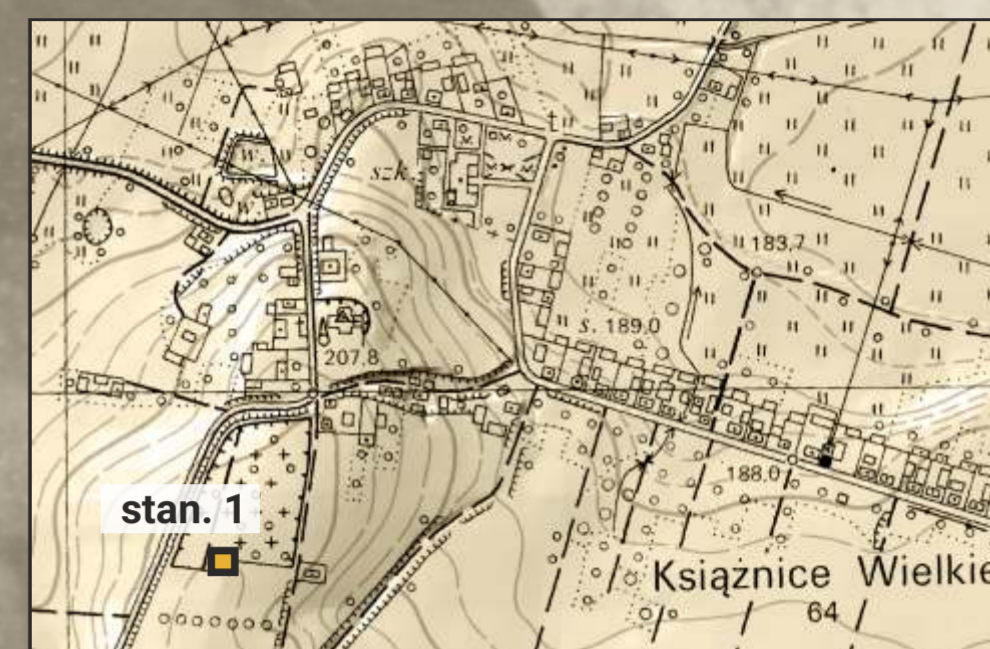 w.
t
szk.
w.
183,7
s. 189.0
207.8
188.0
stan. 1
Książnice Wielkie
64